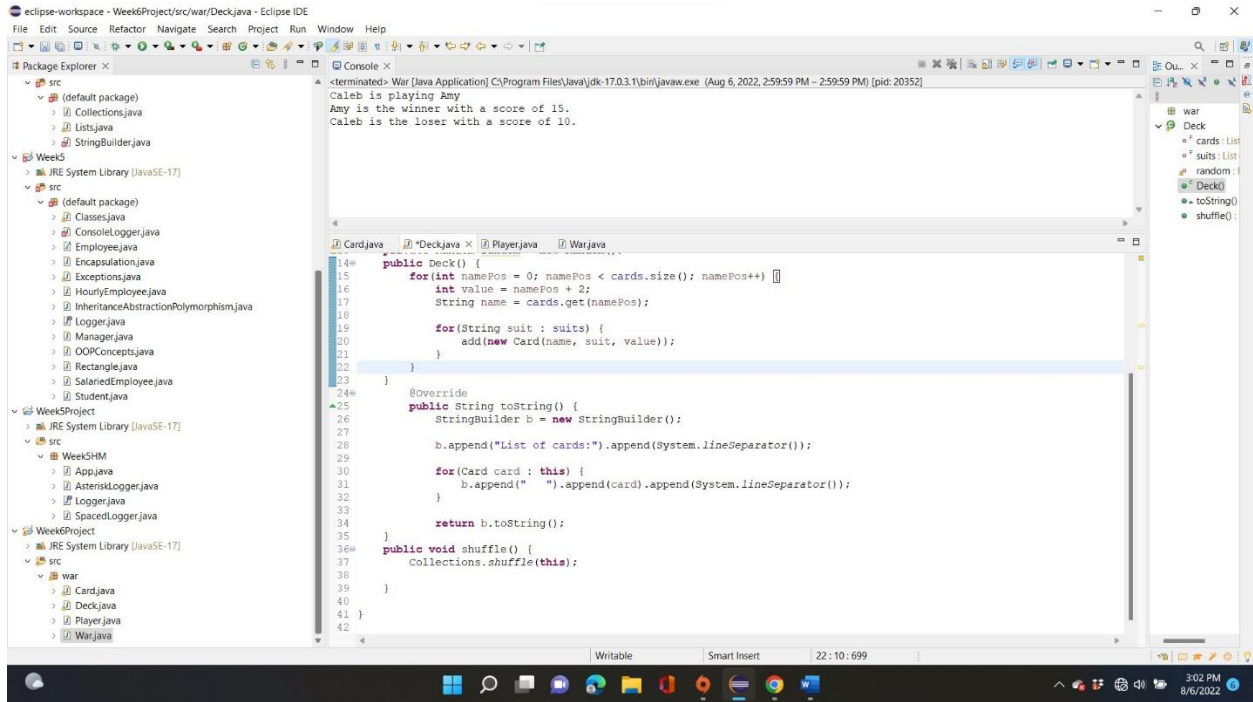 eclipse-workspace - Week6Project/src/war/Deck.java - Eclipse IDE
File Edit Source Refactor Navigate Search Project Run Window Help
Package Explorer ×
src
(default package)
Collections.java
Lists.java
StringBuilder.java
Week5
JRE System Library [JavaSE-17]
src
(default package)
Classes.java
ConsoleLogger.java
Employee.java
Encapsulation.java
Exceptions.java
HourlyEmployee.java
InheritanceAbstractionPolymorphism.java
Logger.java
Manager.java
OOPConcepts.java
Rectangle.java
SalariedEmployee.java
Student.java
Week5Project
JRE System Library [JavaSE-17]
src
Week5HM
App.java
AsteriskLogger.java
Logger.java
SpacedLogger.java
Week6Project
JRE System Library [JavaSE-17]
src
war
Card.java
Deck.java
Player.java
War.java
Console ×
<terminated> War [Java Application] C:\Program Files\Java\jdk-17.0.3.1\bin\javaw.exe (Aug 6, 2022, 2:59:59 PM – 2:59:59 PM) [pid: 20352]
Caleb is playing Amy
Amy is the winner with a score of 15.
Caleb is the loser with a score of 10.
Card.java *Deck.java × Player.java War.java
14 public Deck() {
15 for(int namePos = 0; namePos < cards.size(); namePos++) {
16 int value = namePos + 2;
17 String name = cards.get(namePos);
18
19 for(String suit : suits) {
20 add(new Card(name, suit, value));
21 }
22 }
23 }
24 @Override
25 public String toString() {
26 StringBuilder b = new StringBuilder();
27
28 b.append("List of cards:").append(System.lineSeparator());
29
30 for(Card card : this) {
31 b.append("   ").append(card).append(System.lineSeparator());
32 }
33
34 return b.toString();
35 }
36 public void shuffle() {
37 Collections.shuffle(this);
38
39 }
40
41 }
42
Ou... ×
war
Deck
cards : List
suits : List
random :
Deck()
toString()
shuffle() :
Writable Smart Insert 22 : 10 : 699
3:02 PM
8/6/2022
6